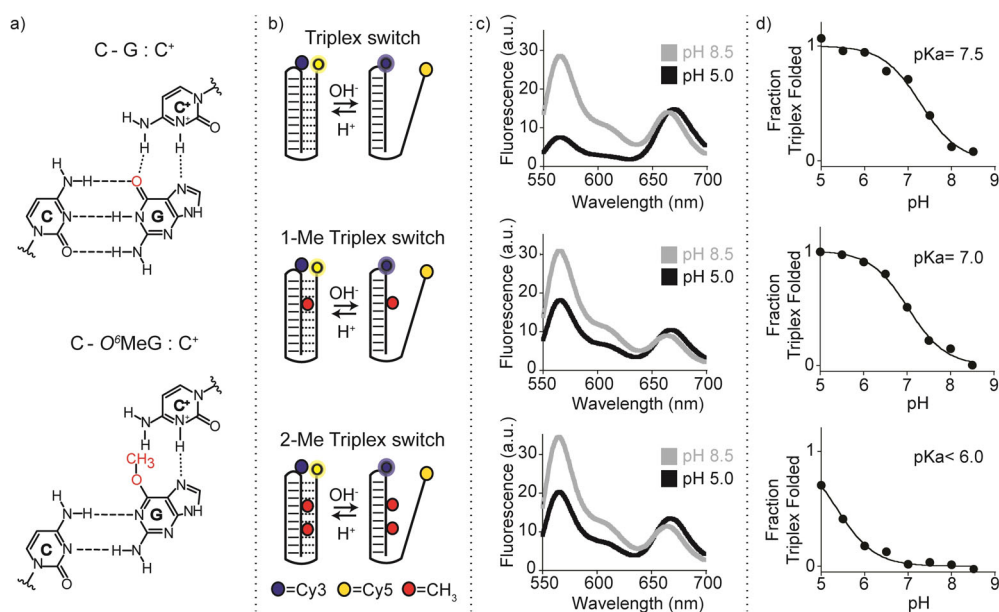 a)
C - G : C⁺
N
N
C⁺
O
H
N
N⁺
H
H
H
N
H
O
N
N
C
N
H
N
G
NH
N
O
H
N
H
C - O⁶MeG : C⁺
N
N
C⁺
O
H
N
N⁺
H
H
CH₃
O
N
H
N
H
N
G
NH
N
N
C
N
H
N
H
O
b)
Triplex switch
OH⁻
H⁺
1-Me Triplex switch
OH⁻
H⁺
2-Me Triplex switch
OH⁻
H⁺
=Cy3 =Cy5 =CH₃
c)
Fluorescence (a.u.)
30
20
10
0
pH 8.5
pH 5.0
550 600 650 700
Wavelength (nm)
Fluorescence (a.u.)
30
20
10
0
pH 8.5
pH 5.0
550 600 650 700
Wavelength (nm)
Fluorescence (a.u.)
30
20
10
0
pH 8.5
pH 5.0
550 600 650 700
Wavelength (nm)
d)
Fraction
Triplex Folded
1
0
pKa= 7.5
5 6 7 8 9
pH
Fraction
Triplex Folded
1
0
pKa= 7.0
5 6 7 8 9
pH
Fraction
Triplex Folded
1
0
pKa< 6.0
5 6 7 8 9
pH